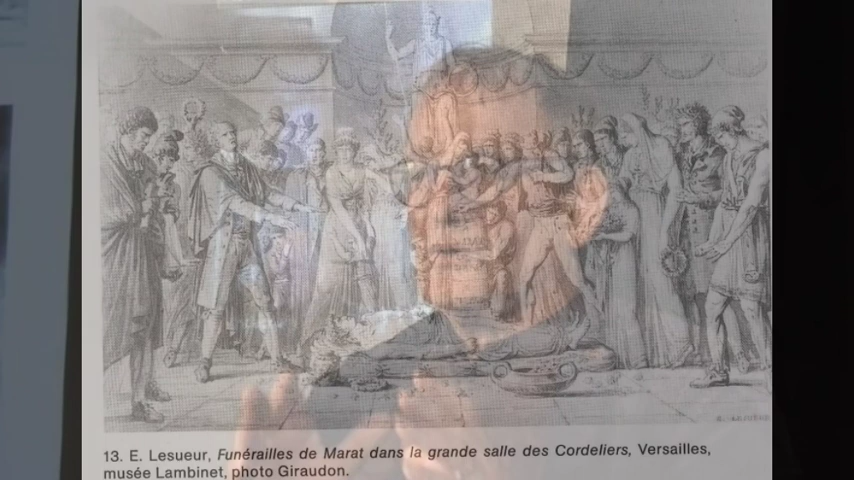 13. E. Lesueur, Funérailles de Marat dans la grande salle des Cordeliers, Versailles,
musée Lambinet, photo Giraudon.